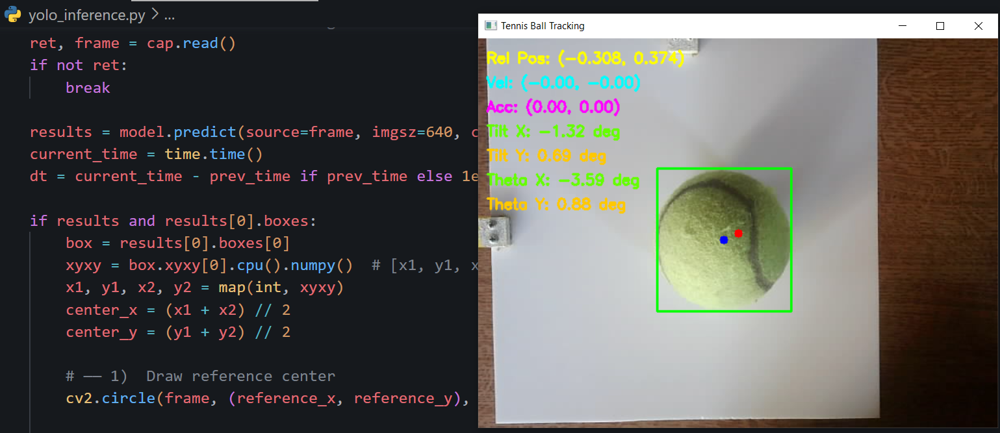 yolo_inference.py > ...
ret, frame = cap.read()
if not ret:
break
results = model.predict(source=frame, imgsz=640, c
current_time = time.time()
dt = current_time - prev_time if prev_time else 1e
if results and results[0].boxes:
box = results[0].boxes[0]
xyxy = box.xyxy[0].cpu().numpy()  # [x1, y1, x
x1, y1, x2, y2 = map(int, xyxy)
center_x = (x1 + x2) // 2
center_y = (y1 + y2) // 2
# —— 1)  Draw reference center
cv2.circle(frame, (reference_x, reference_y),
Tennis Ball Tracking
Rel Pos: (-0.308, 0.374)
Vel: (-0.00, -0.00)
Acc: (0.00, 0.00)
Tilt X: -1.32 deg
Tilt Y: 0.69 deg
Theta X: -3.59 deg
Theta Y: 0.88 deg